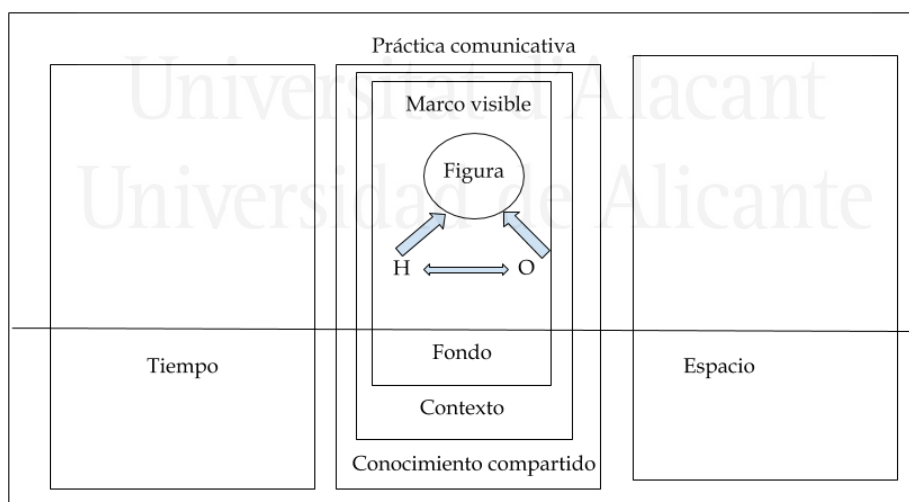 Práctica comunicativa
Universitat d'Alacant
Marco visible
Figura
Universidad de Alicante
H
O
Tiempo
Fondo
Espacio
Contexto
Conocimiento compartido